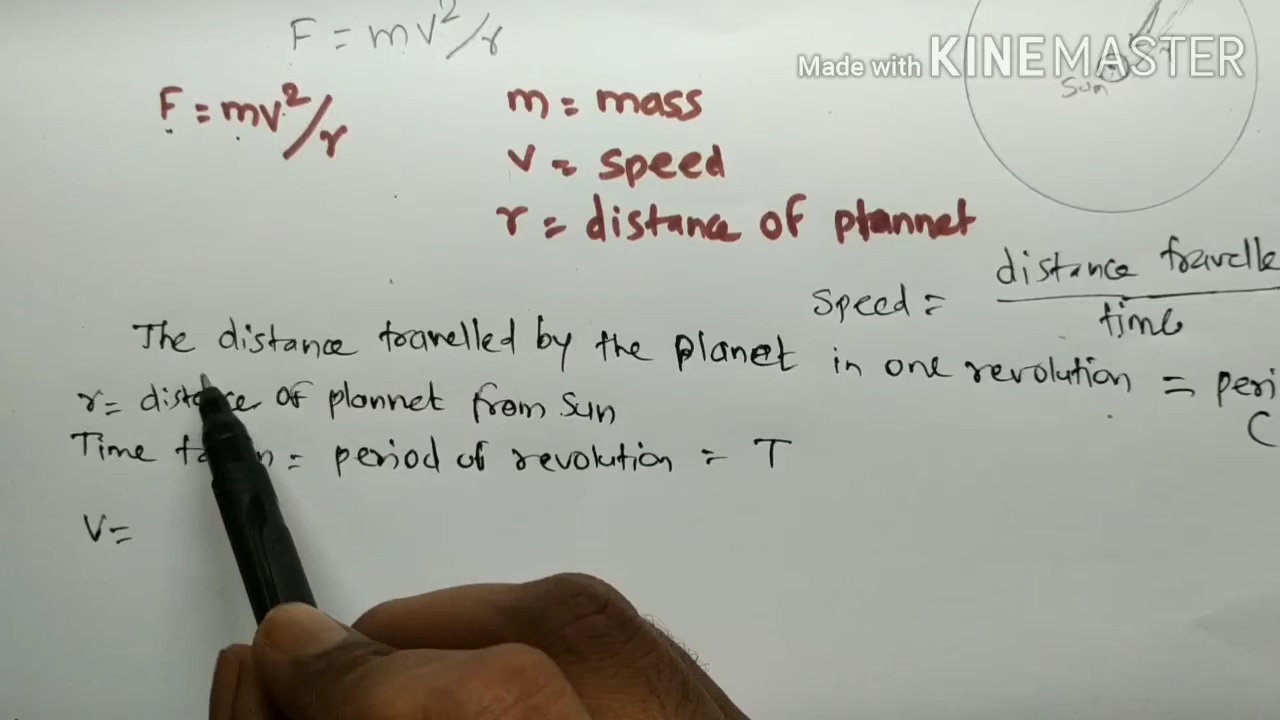 F = mv²/r
Made with KINEMASTER
Sun
F = mv²/r
m = mass
v = speed
r = distance of plannet
Speed = distance travelle / time
The distance travelled by the planet in one revolution = peri
C
r = distance of plannet from Sun
Time = period of revolution = T
V =